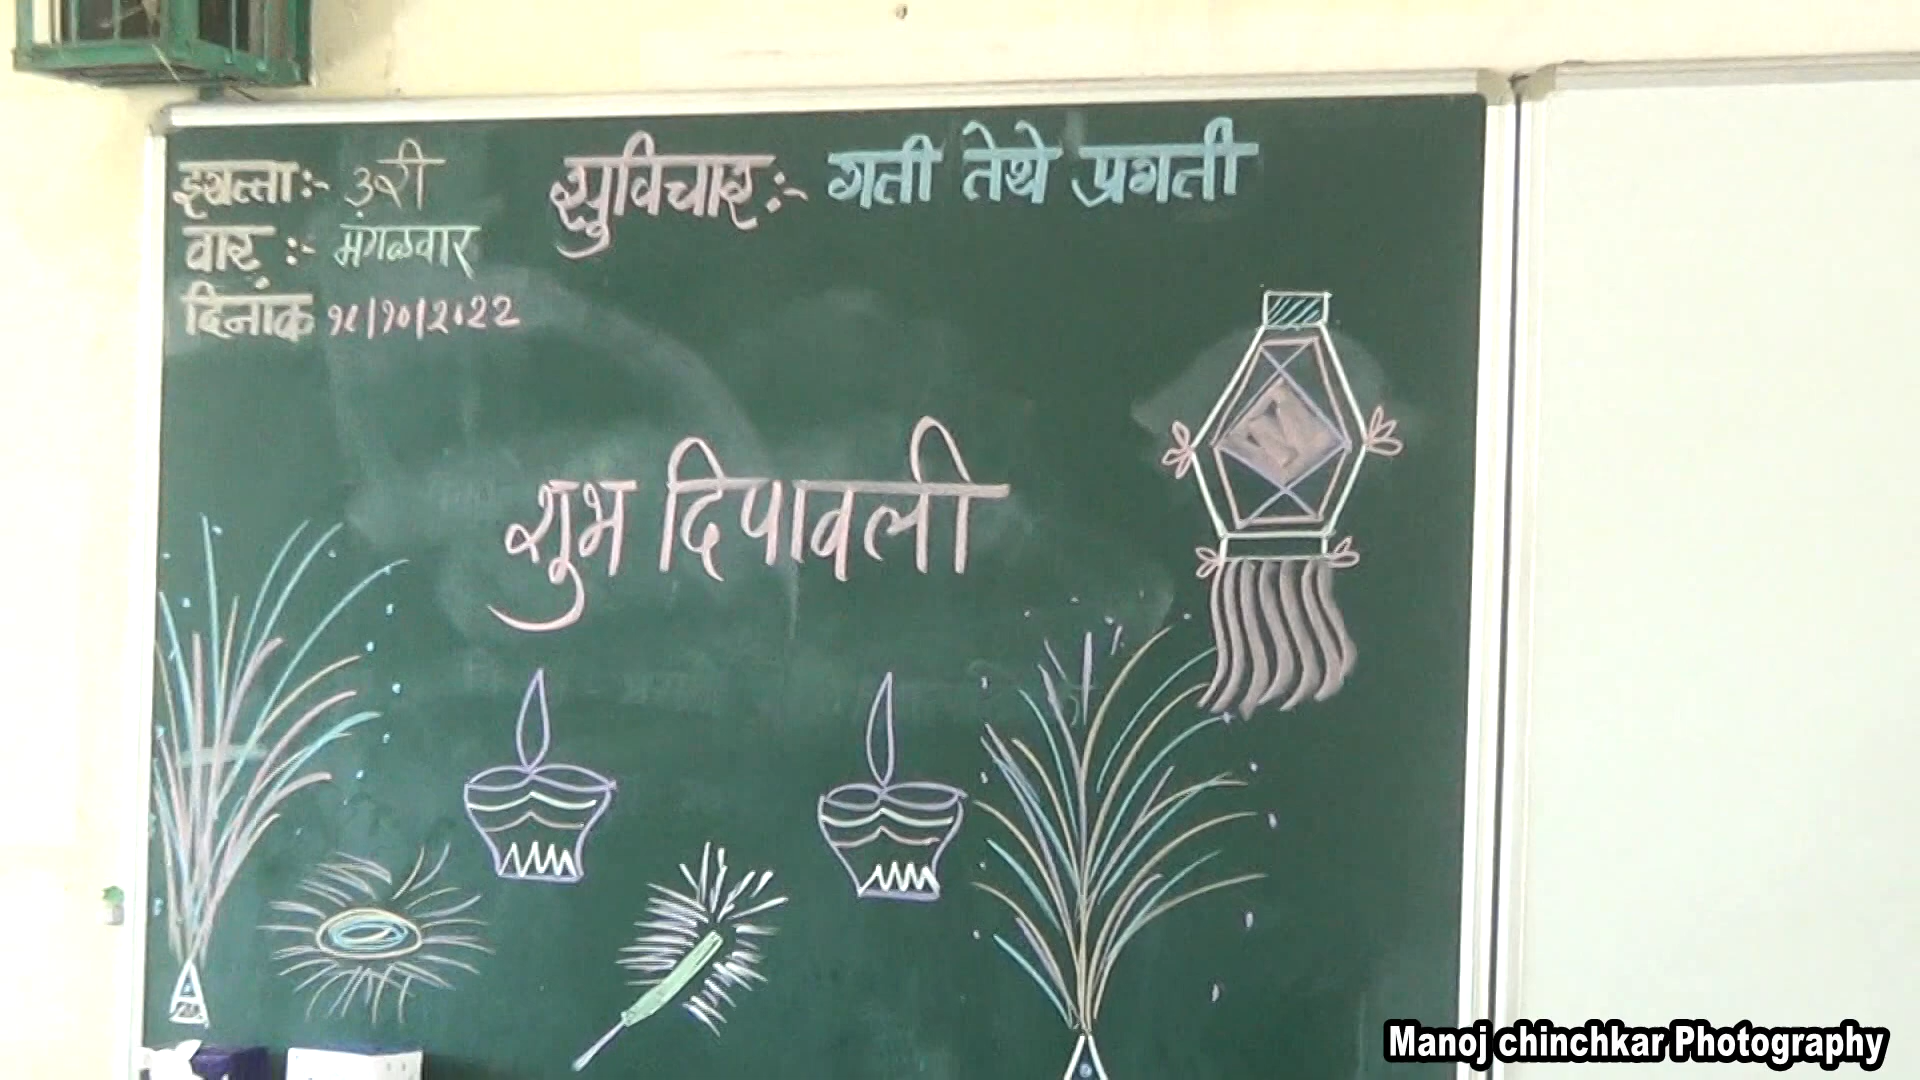 इयत्ता :- ३री
सुविचार :- गती तेथे प्रगती
वार :- मंगळवार
दिनांक १८/१०/२०२२
शुभ दिपावली
Manoj chinchkar Photography